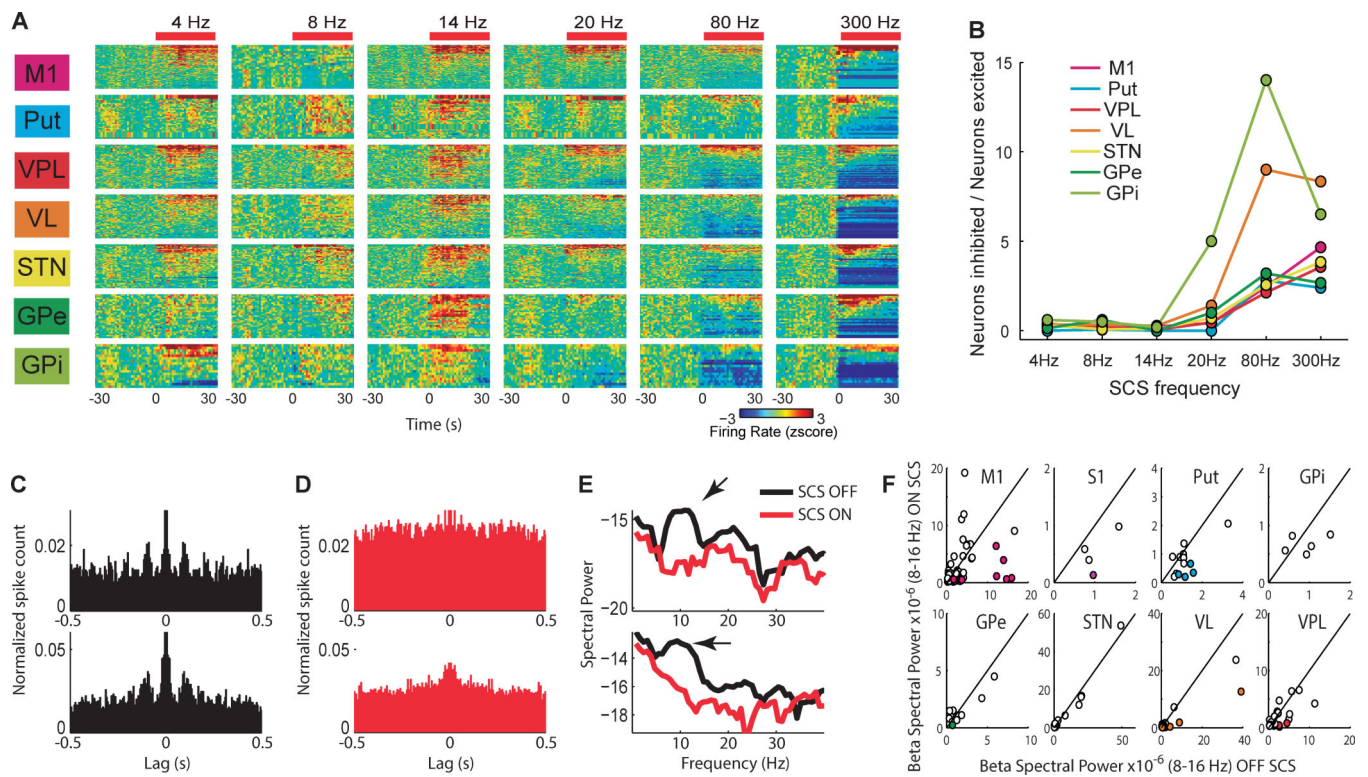 A
4 Hz 8 Hz 14 Hz 20 Hz 80 Hz 300 Hz
M1
Put
VPL
VL
STN
GPe
GPi
-30 0 30 -30 0 30 -30 0 30 -30 0 30 -30 0 30 -30 0 30
Time (s)
−3 3
Firing Rate (zscore)
B
Neurons inhibited / Neurons excited
15
10
5
0
M1
Put
VPL
VL
STN
GPe
GPi
4Hz 8Hz 14Hz 20Hz 80Hz 300Hz
SCS frequency
C
Normalized spike count
0.02
0
-0.5 0 0.5
0.05
0
-0.5 0 0.5
Lag (s)
D
Normalized spike count
0.02
0
-0.5 0 0.5
0.05
0
-0.5 0 0.5
Lag (s)
E
SCS OFF
SCS ON
Spectral Power
−15
−20
−14
−16
−18
10 20 30
Frequency (Hz)
F
Beta Spectral Power x10⁻⁶ (8-16 Hz) ON SCS
M1
20
10
0
0 10 20
S1
2
1
0
0 1 2
Put
4
3
2
1
0
0 2 4
GPi
2
1
0
0 1 2
GPe
10
5
0
0 5 10
STN
60
40
20
0
0 50
VL
40
20
0
0 10 20 30 40
VPL
20
10
0
0 10 20
Beta Spectral Power x10⁻⁶ (8-16 Hz) OFF SCS